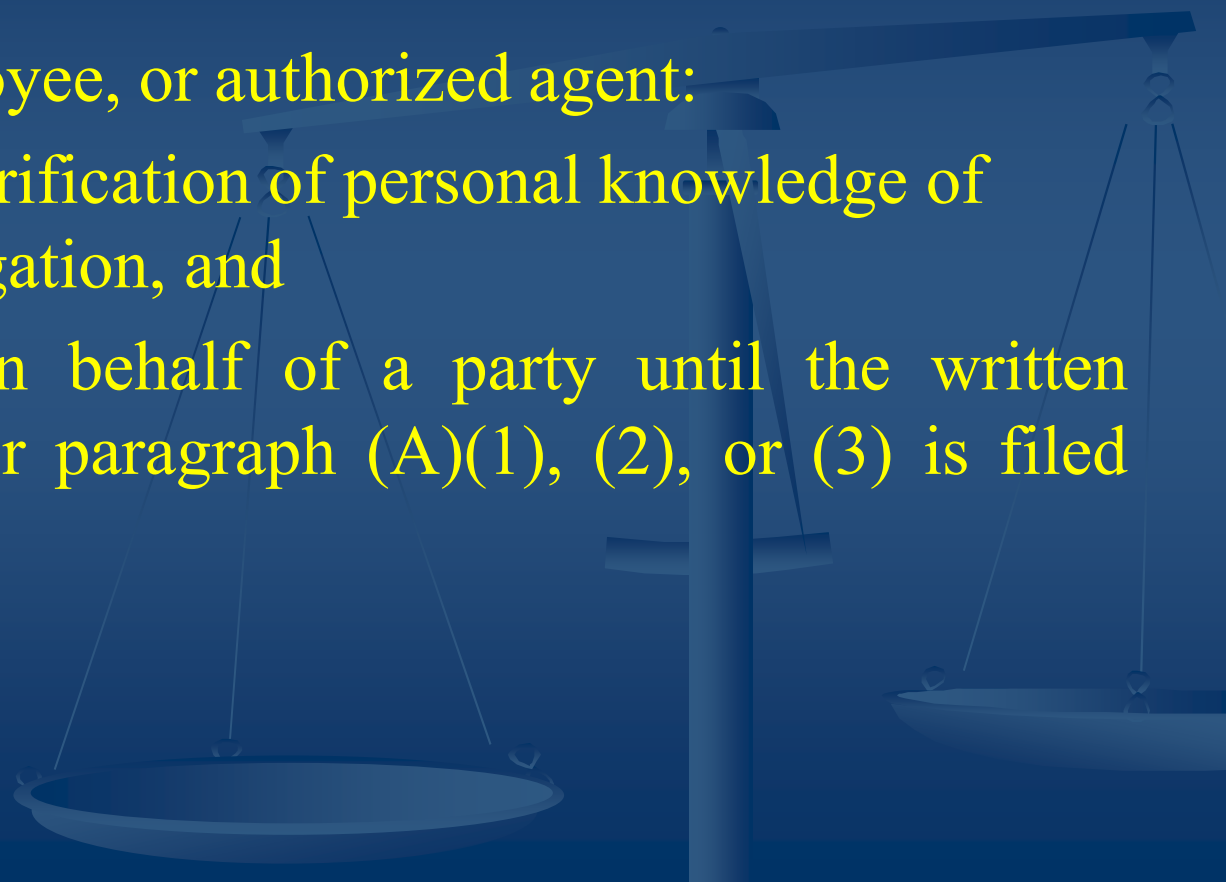 yee, or authorized agent:
rification of personal knowledge of
gation, and
n behalf of a party until the written
r paragraph (A)(1), (2), or (3) is filed